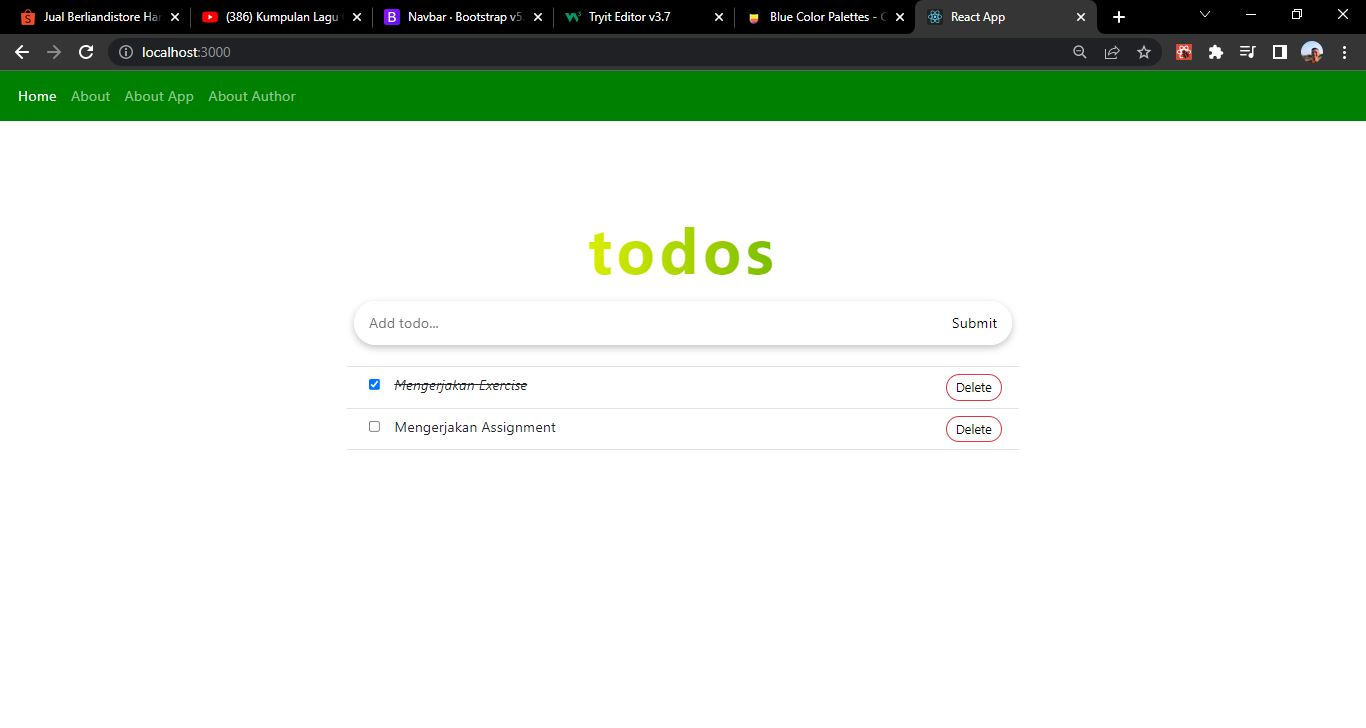 Jual Berliandistore Har
(386) Kumpulan Lagu
Navbar · Bootstrap v5.
Tryit Editor v3.7
Blue Color Palettes - C
React App
localhost:3000
Home About About App About Author
todos
Add todo... Submit
Mengerjakan Exercise Delete
Mengerjakan Assignment Delete